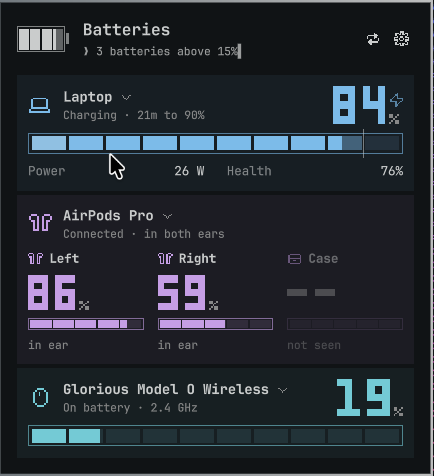 Batteries
❯ 3 batteries above 15%
Laptop
Charging · 21m to 90%
84%
Power 26 W Health 76%
AirPods Pro
Connected · in both ears
Left Right Case
86% 59% -- 
in ear in ear not seen
Glorious Model O Wireless
On battery · 2.4 GHz
19%